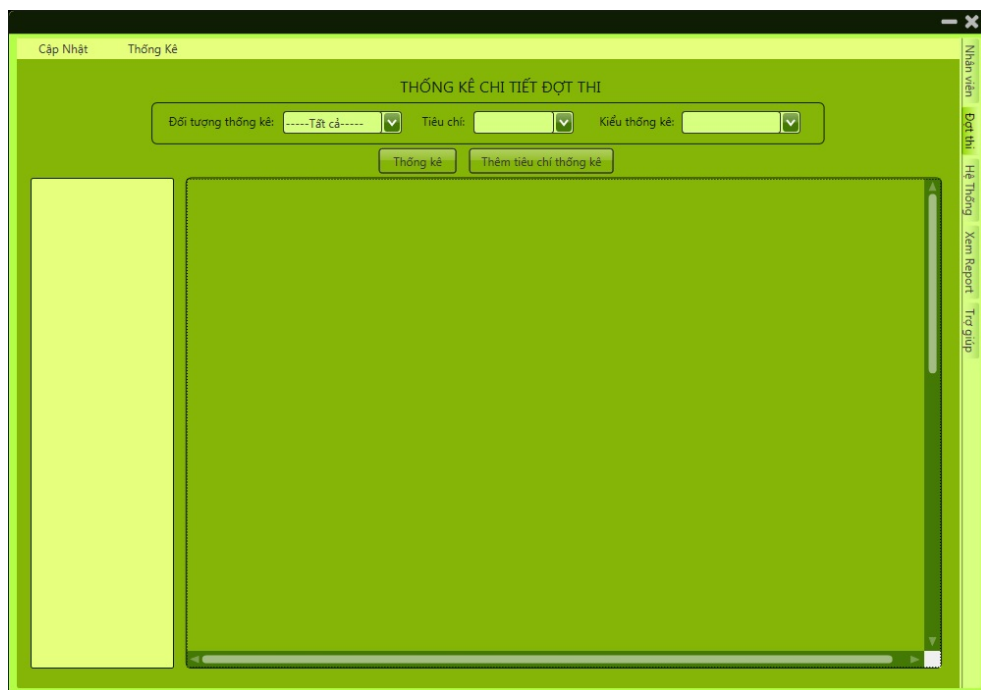 Cập Nhật Thống Kê
THỐNG KÊ CHI TIẾT ĐỢT THI
Đối tượng thống kê: -----Tất cả----- Tiêu chí: Kiểu thống kê:
Thống kê Thêm tiêu chí thống kê
Nhân viên
Đợt thi
Hệ Thống
Xem Report
Trợ giúp